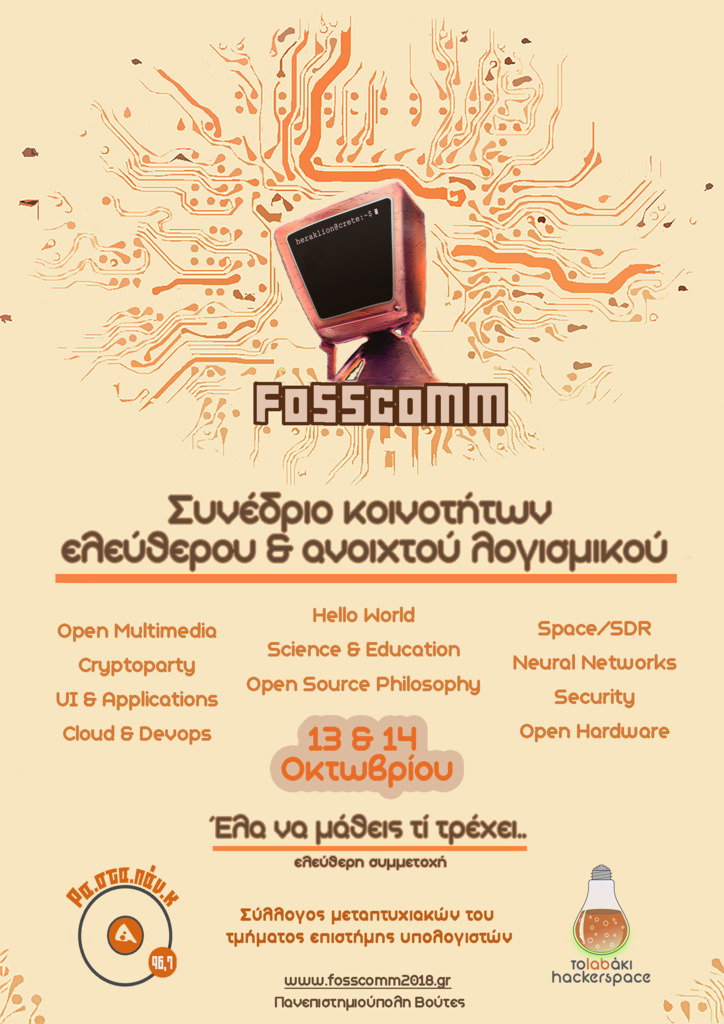 heraklion@crete:~$
FOSSCOMM
Συνέδριο κοινοτήτων
ελεύθερου & ανοιχτού λογισμικού
Open Multimedia
Cryptoparty
UI & Applications
Cloud & Devops
Hello World
Science & Education
Open Source Philosophy
Space/SDR
Neural Networks
Security
Open Hardware
13 & 14
Οκτωβρίου
Έλα να μάθεις τί τρέχει..
ελεύθερη συμμετοχή
Ρα.στα.πάν.κ
96,7
Σύλλογος μεταπτυχιακών του
τμήματος επιστήμης υπολογιστών
τοlabάκι
hackerspace
www.fosscomm2018.gr
Πανεπιστημιούπολη Βούτες